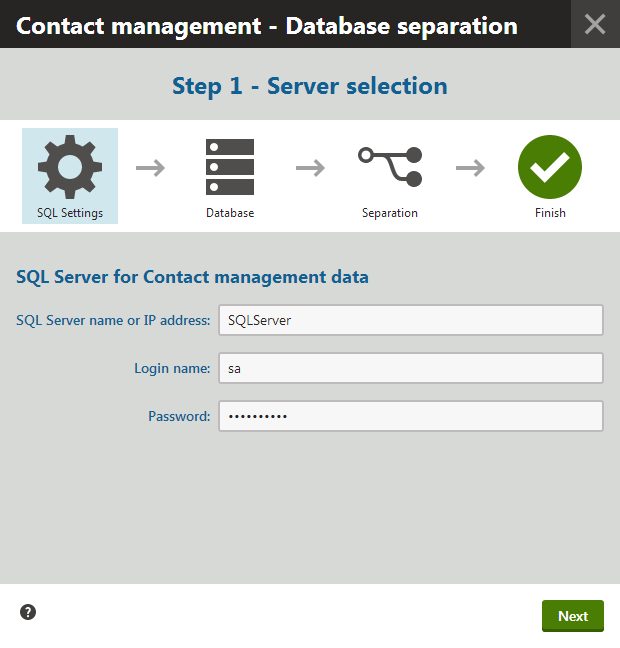 Contact management - Database separation
Step 1 - Server selection
SQL Settings
Database
Separation
Finish
SQL Server for Contact management data
SQL Server name or IP address: SQLServer
Login name: sa
Password: ••••••••••
?
Next